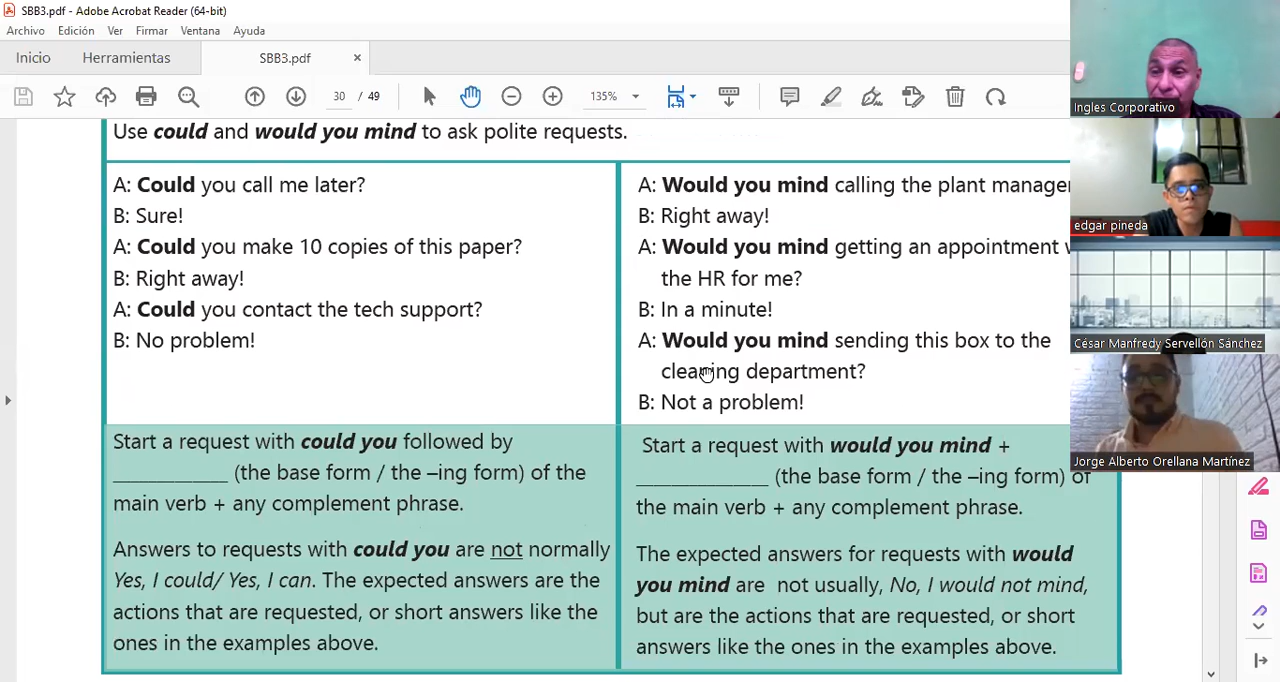 SBB3.pdf - Adobe Acrobat Reader (64-bit)
Archivo Edición Ver Firmar Ventana Ayuda
Inicio Herramientas SBB3.pdf ×
30 / 49 135%
Use could and would you mind to ask polite requests.
A: Could you call me later?
B: Sure!
A: Could you make 10 copies of this paper?
B: Right away!
A: Could you contact the tech support?
B: No problem!
A: Would you mind calling the plant manager
B: Right away!
A: Would you mind getting an appointment
the HR for me?
B: In a minute!
A: Would you mind sending this box to the
cleaning department?
B: Not a problem!
Start a request with could you followed by
____________ (the base form / the –ing form) of the
main verb + any complement phrase.
Answers to requests with could you are not normally
Yes, I could/ Yes, I can. The expected answers are the
actions that are requested, or short answers like the
ones in the examples above.
Start a request with would you mind +
______________ (the base form / the –ing form) of
the main verb + any complement phrase.
The expected answers for requests with would
you mind are not usually, No, I would not mind,
but are the actions that are requested, or short
answers like the ones in the examples above.
Ingles Corporativo
edgar pineda
César Manfredy Servellón Sánchez
Jorge Alberto Orellana Martínez